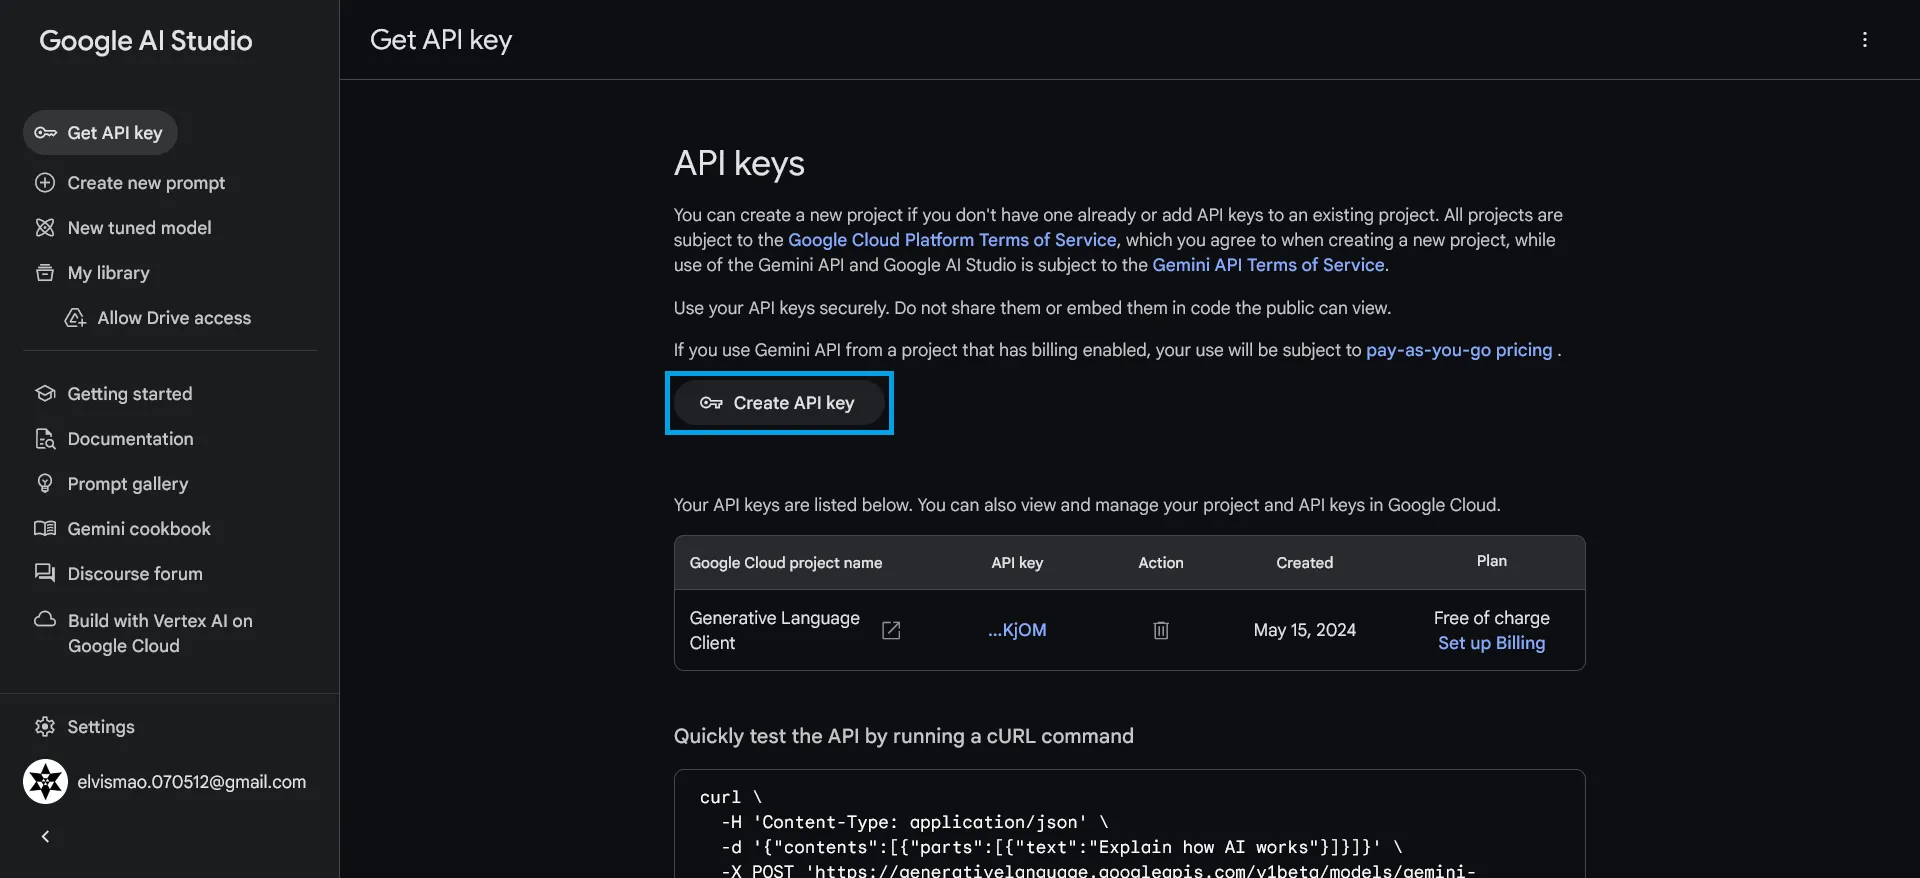 Google AI Studio
Get API key
Create new prompt
New tuned model
My library
Allow Drive access
Getting started
Documentation
Prompt gallery
Gemini cookbook
Discourse forum
Build with Vertex AI on
Google Cloud
Settings
elvismao.070512@gmail.com
Get API key
API keys
You can create a new project if you don't have one already or add API keys to an existing project. All projects are
subject to the Google Cloud Platform Terms of Service, which you agree to when creating a new project, while
use of the Gemini API and Google AI Studio is subject to the Gemini API Terms of Service.
Use your API keys securely. Do not share them or embed them in code the public can view.
If you use Gemini API from a project that has billing enabled, your use will be subject to pay-as-you-go pricing .
Create API key
Your API keys are listed below. You can also view and manage your project and API keys in Google Cloud.
Google Cloud project name API key Action Created Plan
Generative Language
Client
...KjOM
May 15, 2024
Free of charge
Set up Billing
Quickly test the API by running a cURL command
curl \
-H 'Content-Type: application/json' \
-d '{"contents":[{"parts":[{"text":"Explain how AI works"}]}]}' \
-X POST 'https://generativelanguage.googleapis.com/v1beta/models/gemini-